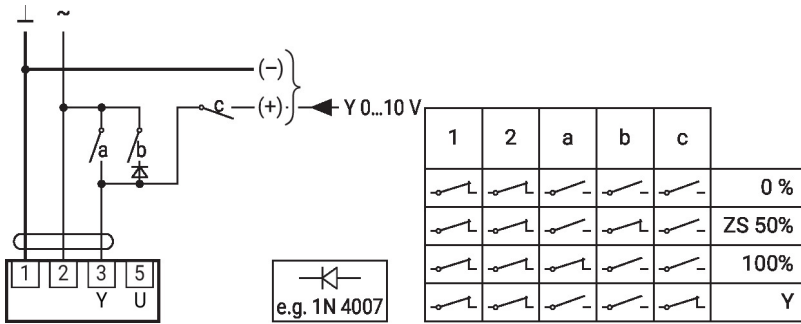 ⊥ ~
(–)
c (+) Y 0...10 V
a b
1 2 3 5
Y U
e.g. 1N 4007
1 2 a b c
0 %
ZS 50%
100%
Y